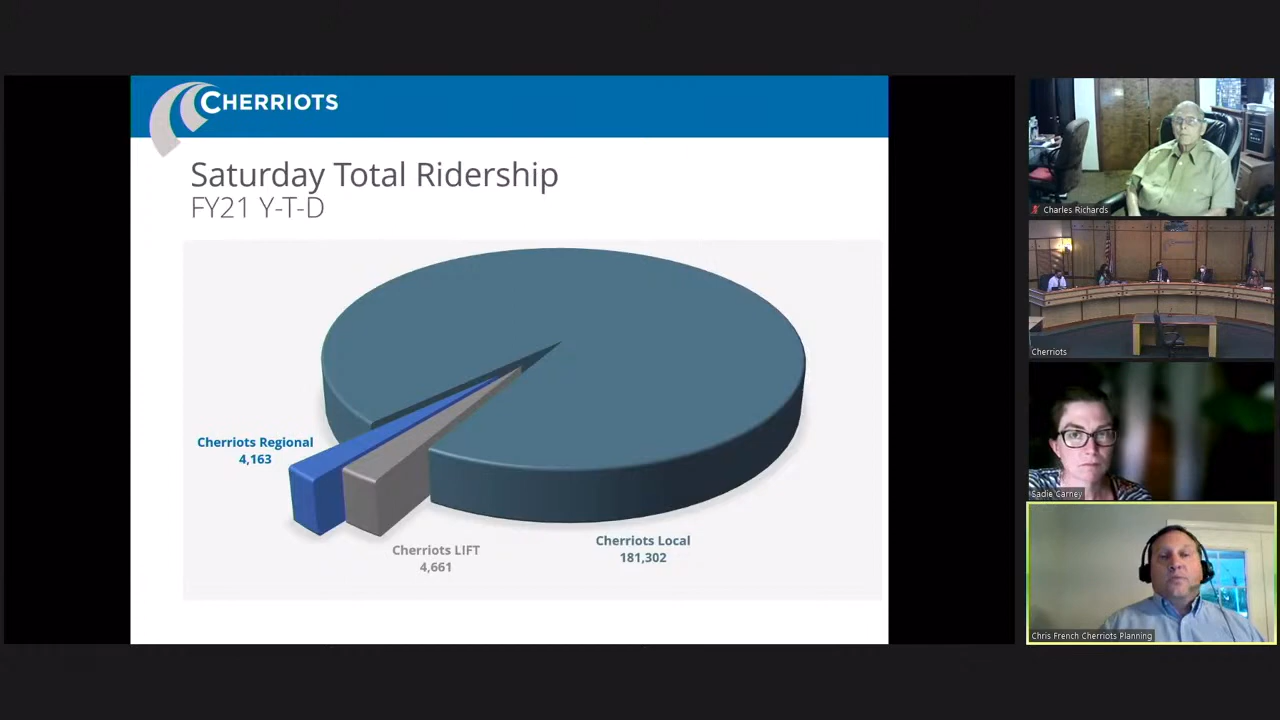 CHERRIOTS
Saturday Total Ridership
FY21 Y-T-D
Cherriots Regional
4,163
Cherriots LIFT
4,661
Cherriots Local
181,302
Charles Richards
Cherriots
Sadie Carney
Chris French Cherriots Planning